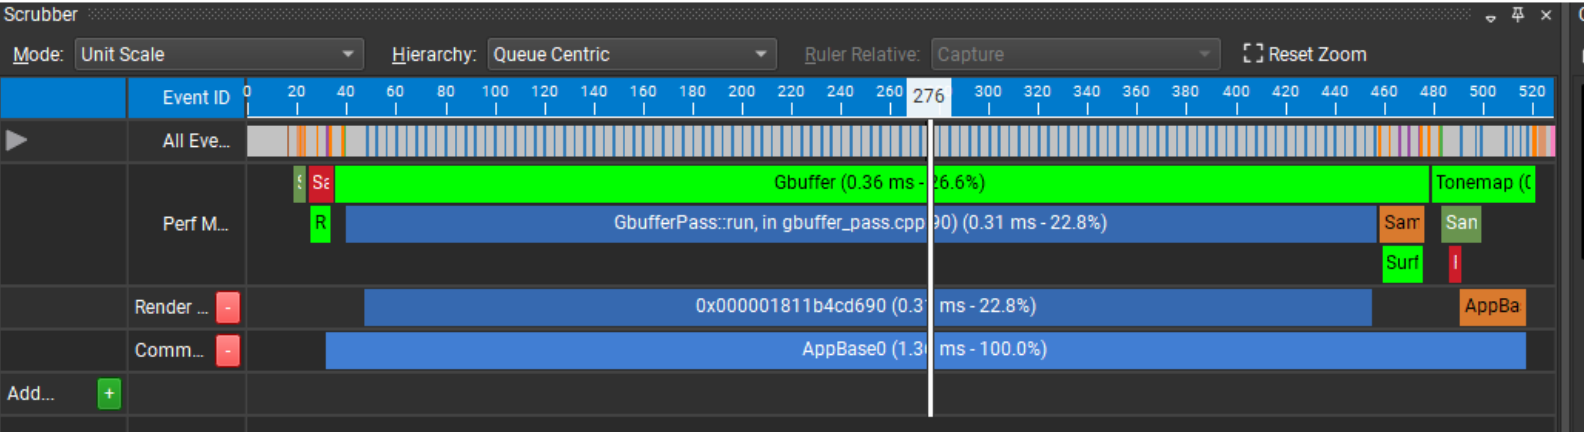 Scrubber
Mode: Unit Scale Hierarchy: Queue Centric Ruler Relative: Capture Reset Zoom
Event ID 0 20 40 60 80 100 120 140 160 180 200 220 240 260 276 300 320 340 360 380 400 420 440 460 480 500 520
All Eve...
Sa Gbuffer (0.36 ms - 26.6%) Tonemap (0
Perf M... R GbufferPass::run, in gbuffer_pass.cpp 90) (0.31 ms - 22.8%) Sam San
Surf I
Render ... - 0x000001811b4cd690 (0.31 ms - 22.8%) AppBa
Comm... - AppBase0 (1.36 ms - 100.0%)
Add... +